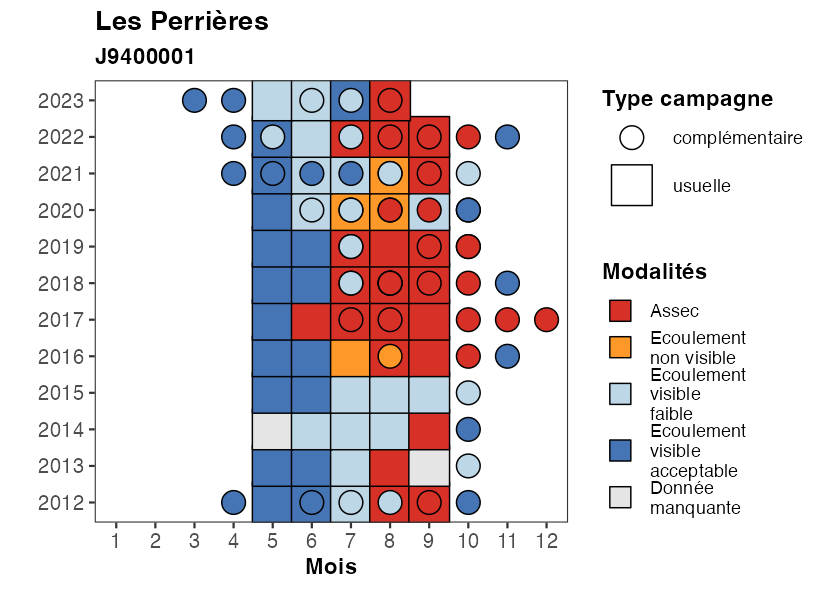 Les Perrières
J9400001
2023
2022
2021
2020
2019
2018
2017
2016
2015
2014
2013
2012
1 2 3 4 5 6 7 8 9 10 11 12
Mois
Type campagne
complémentaire
usuelle
Modalités
Assec
Ecoulement
non visible
Ecoulement
visible
faible
Ecoulement
visible
acceptable
Donnée
manquante